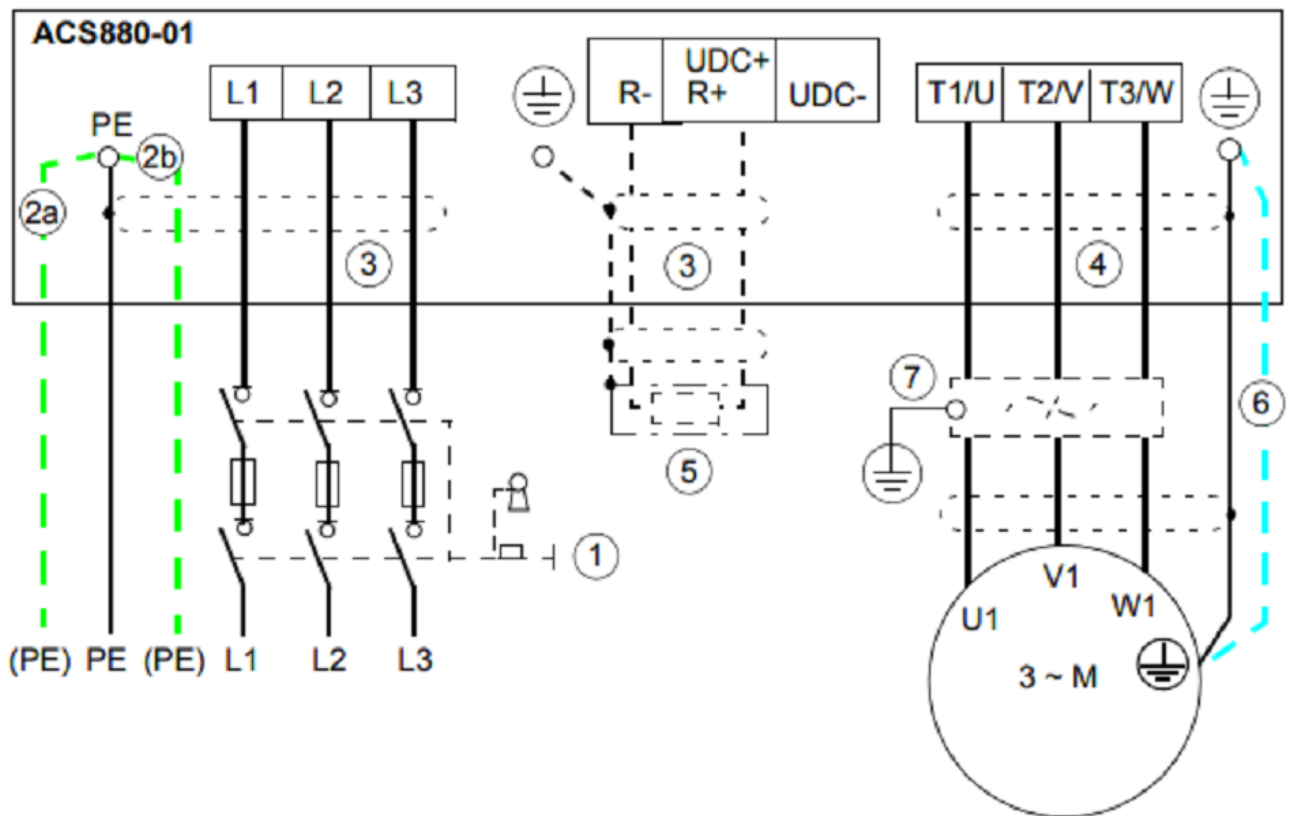 ACS880-01
L1 L2 L3
R- UDC+ R+ UDC-
T1/U T2/V T3/W
PE
2b
2a
3
3
4
7
6
5
1
(PE) PE (PE) L1 L2 L3
U1 V1 W1
3 ~ M